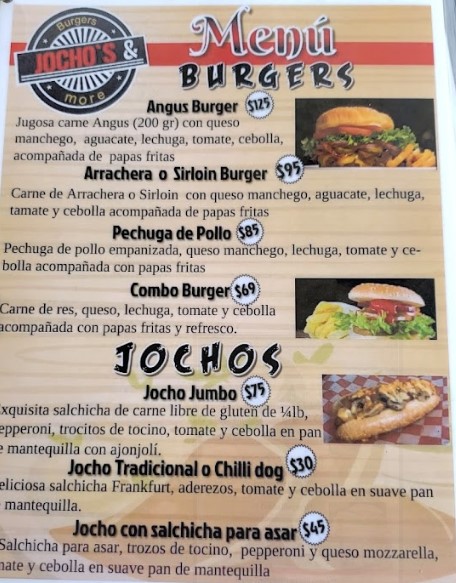 Burgers
JOCHO'S &
more
Menú
BURGERS
Angus Burger $125
Jugosa carne Angus (200 gr) con queso
manchego, aguacate, lechuga, tomate, cebolla,
acompañada de papas fritas
Arrachera o Sirloin Burger $95
Carne de Arrachera o Sirloin con queso manchego, aguacate, lechuga,
tamate y cebolla acompañada de papas fritas
Pechuga de Pollo $85
Pechuga de pollo empanizada, queso manchego, lechuga, tomate y ce-
bolla acompañada con papas fritas
Combo Burger $69
Carne de res, queso, lechuga, tomate y cebolla
acompañada con papas fritas y refresco.
JOCHOS
Jocho Jumbo $75
xquisita salchicha de carne libre de gluten de ¼lb,
epperoni, trocitos de tocino, tomate y cebolla en pan
e mantequilla con ajonjolí.
Jocho Tradicional o Chilli dog $30
eliciosa salchicha Frankfurt, aderezos, tomate y cebolla en suave pan
mantequilla.
Jocho con salchicha para asar $45
Salchicha para asar, trozos de tocino, pepperoni y queso mozzarella,
mate y cebolla en suave pan de mantequilla